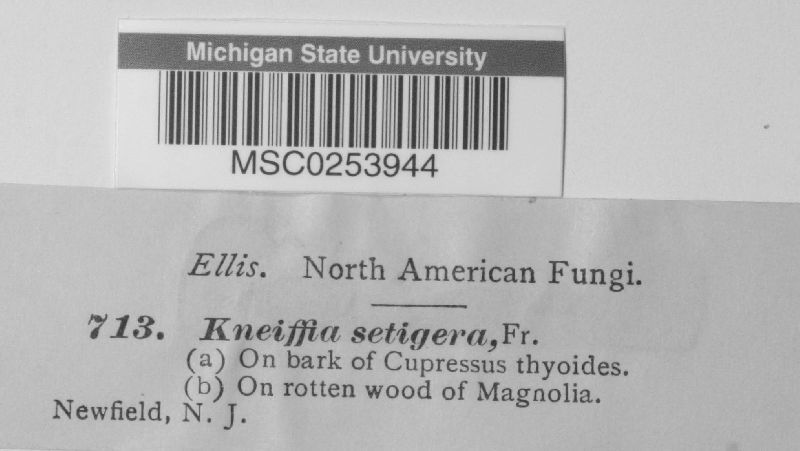 Michigan State University
MSC0253944
Ellis. North American Fungi.
713. Kneiffia setigera, Fr.
(a) On bark of Cupressus thyoides.
(b) On rotten wood of Magnolia.
Newfield, N. J.